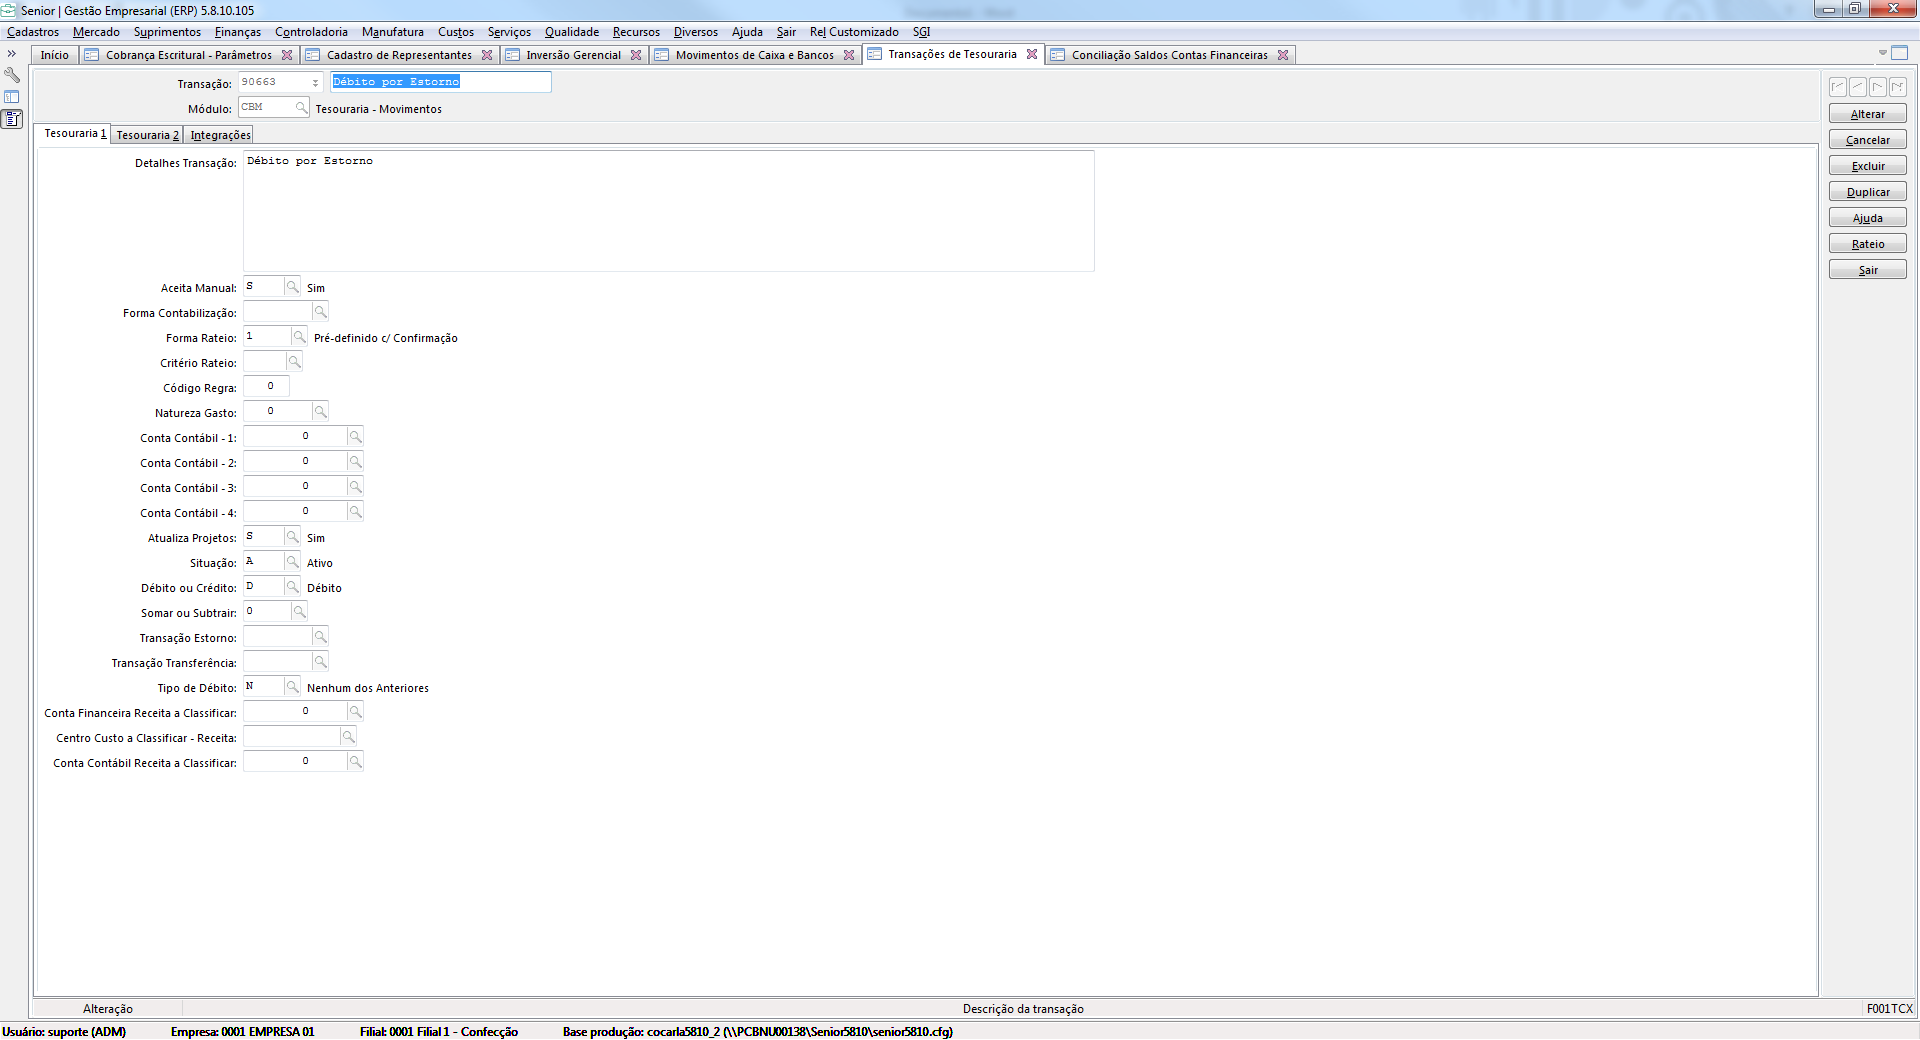 Senior | Gestão Empresarial (ERP) 5.8.10.105
Cadastros Mercado Suprimentos Finanças Controladoria Manufatura Custos Serviços Qualidade Recursos Diversos Ajuda Sair Rel Customizado SGI
Início Cobrança Escritural - Parâmetros Cadastro de Representantes Inversão Gerencial Movimentos de Caixa e Bancos Transações de Tesouraria Conciliação Saldos Contas Financeiras
Transação: 90663 Débito por Estorno
Módulo: CBM Tesouraria - Movimentos
Tesouraria 1 Tesouraria 2 Integrações
Detalhes Transação: Débito por Estorno
Aceita Manual: S Sim
Forma Contabilização:
Forma Rateio: 1 Pré-definido c/ Confirmação
Critério Rateio:
Código Regra: 0
Natureza Gasto: 0
Conta Contábil - 1: 0
Conta Contábil - 2: 0
Conta Contábil - 3: 0
Conta Contábil - 4: 0
Atualiza Projetos: S Sim
Situação: A Ativo
Débito ou Crédito: D Débito
Somar ou Subtrair: 0
Transação Estorno:
Transação Transferência:
Tipo de Débito: N Nenhum dos Anteriores
Conta Financeira Receita a Classificar: 0
Centro Custo a Classificar - Receita:
Conta Contábil Receita a Classificar: 0
Alterar
Cancelar
Excluir
Duplicar
Ajuda
Rateio
Sair
Alteração Descrição da transação F001TCX
Usuário: suporte (ADM) Empresa: 0001 EMPRESA 01 Filial: 0001 Filial 1 - Confecção Base produção: cocarla5810_2 (\\PCBNU00138\Senior5810\senior5810.cfg)